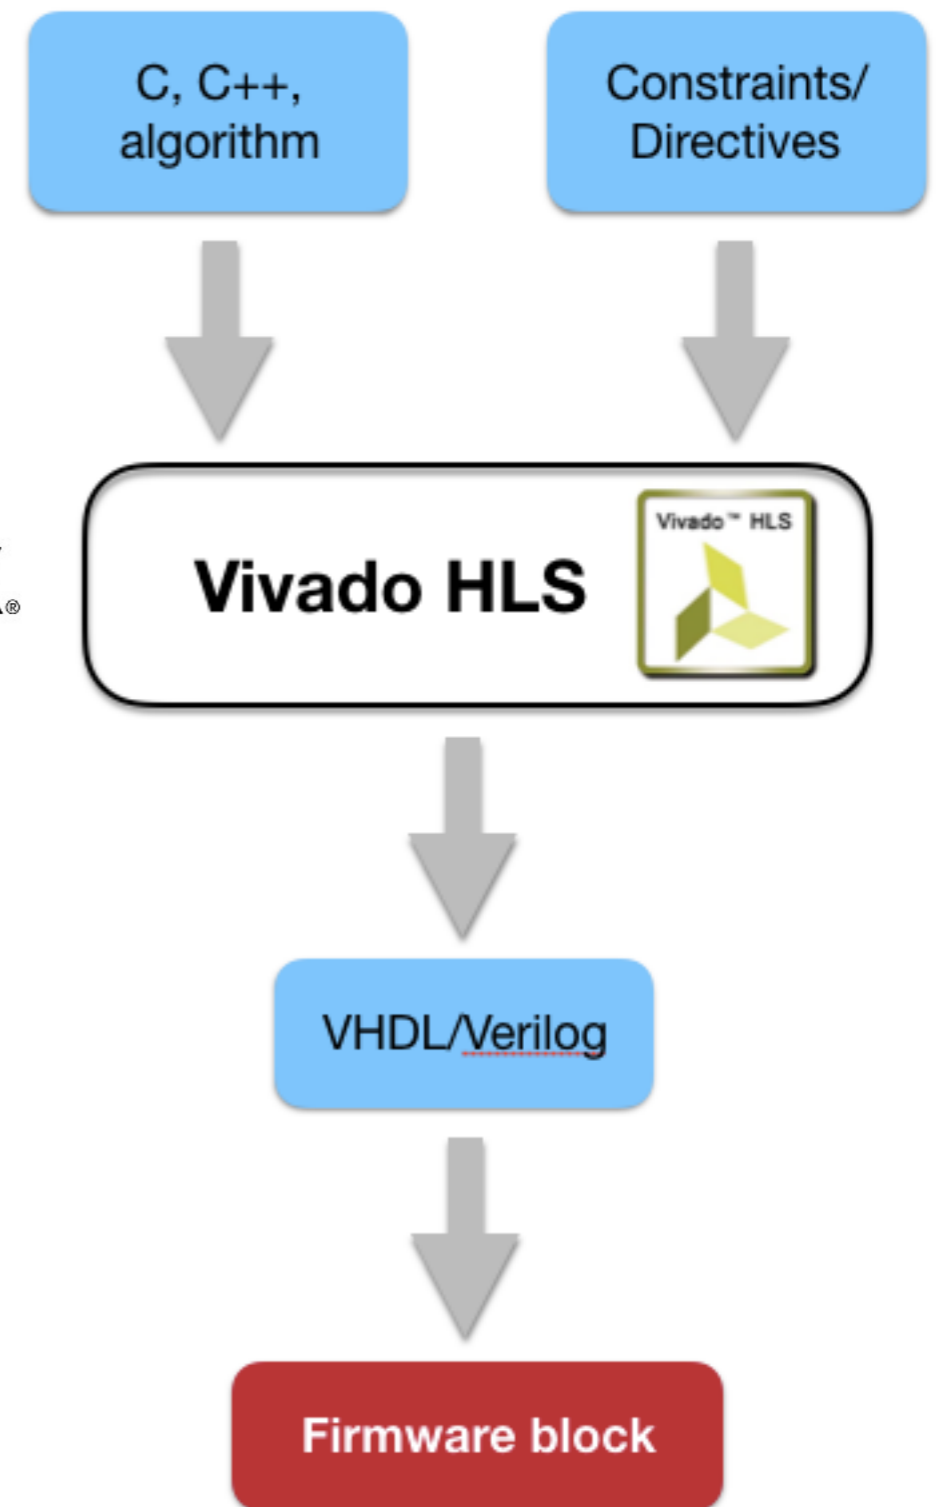 C, C++,
algorithm
Constraints/
Directives
Vivado™ HLS
Vivado HLS
®
VHDL/Verilog
Firmware block